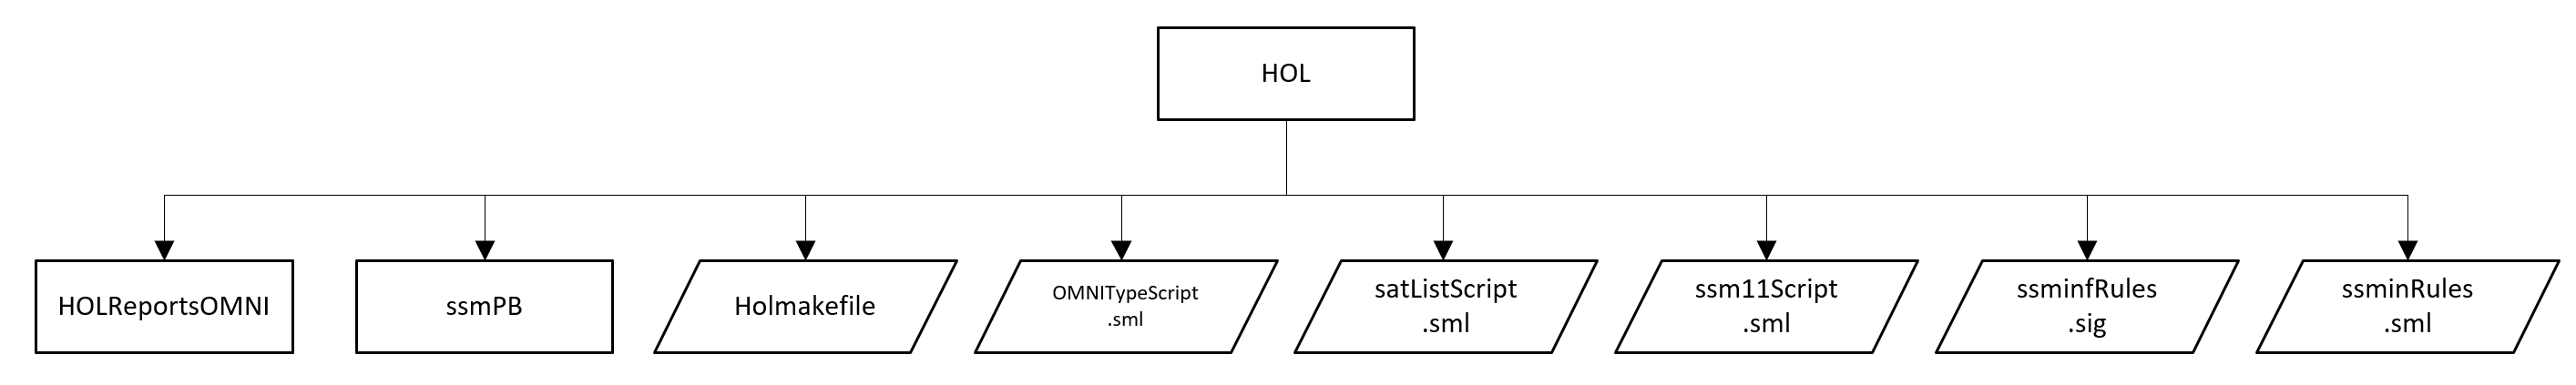 HOL
HOLReportsOMNI
ssmPB
Holmakefile
OMNITypeScript
.sml
satListScript
.sml
ssm11Script
.sml
ssminfRules
.sig
ssminRules
.sml